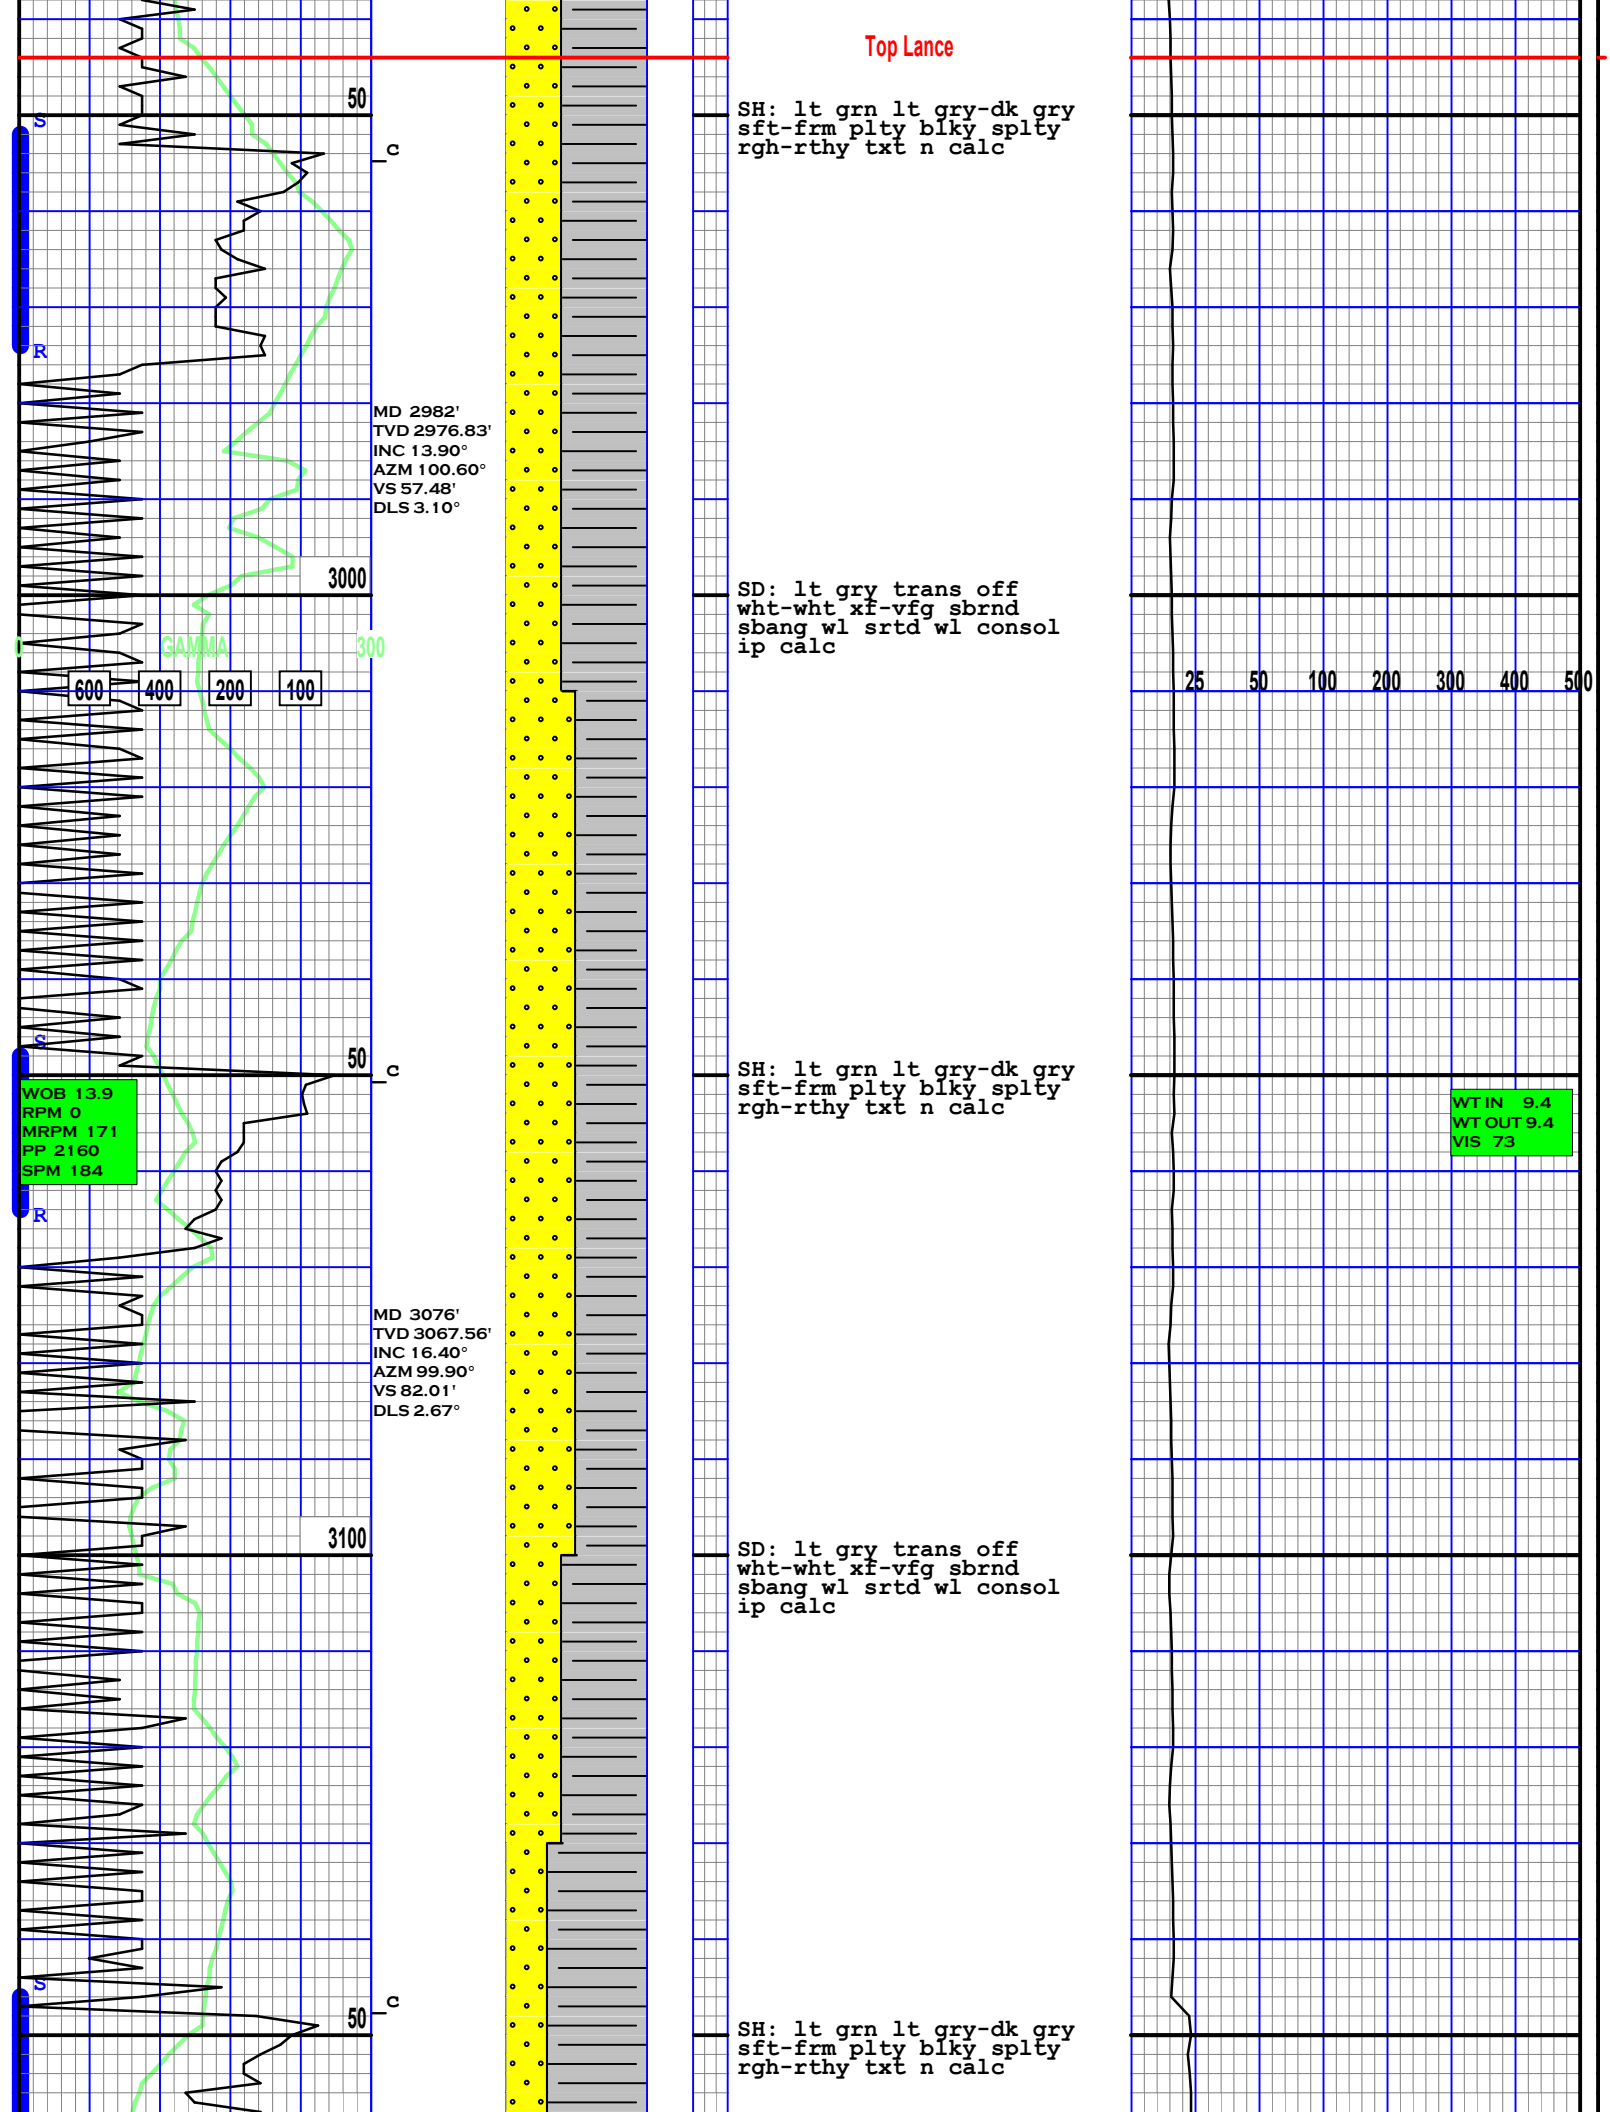 Top Lance
50
SH: lt grn lt gry-dk gry
sft-frm plty blky splty
rgh-rthy txt n calc
S
C
R
MD 2982'
TVD 2976.83'
INC 13.90°
AZM 100.60°
VS 57.48'
DLS 3.10°
3000
SD: lt gry trans off
wht-wht xf-vfg sbrnd
sbang wl srtd wl consol
ip calc
0 GAMMA 300
600 400 200 100
25 50 100 200 300 400 500
S
50
C
SH: lt grn lt gry-dk gry
sft-frm plty blky splty
rgh-rthy txt n calc
WOB 13.9
RPM 0
MRPM 171
PP 2160
SPM 184
WT IN 9.4
WT OUT 9.4
VIS 73
R
MD 3076'
TVD 3067.56'
INC 16.40°
AZM 99.90°
VS 82.01'
DLS 2.67°
3100
SD: lt gry trans off
wht-wht xf-vfg sbrnd
sbang wl srtd wl consol
ip calc
S
C
50
SH: lt grn lt gry-dk gry
sft-frm plty blky splty
rgh-rthy txt n calc